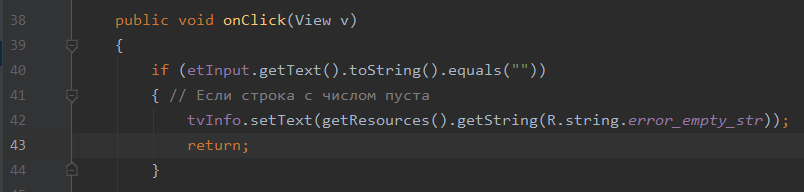 38 public void onClick(View v)
39 {
40 if (etInput.getText().toString().equals(""))
41 { // Если строка с числом пуста
42 tvInfo.setText(getResources().getString(R.string.error_empty_str));
43 return;
44 }